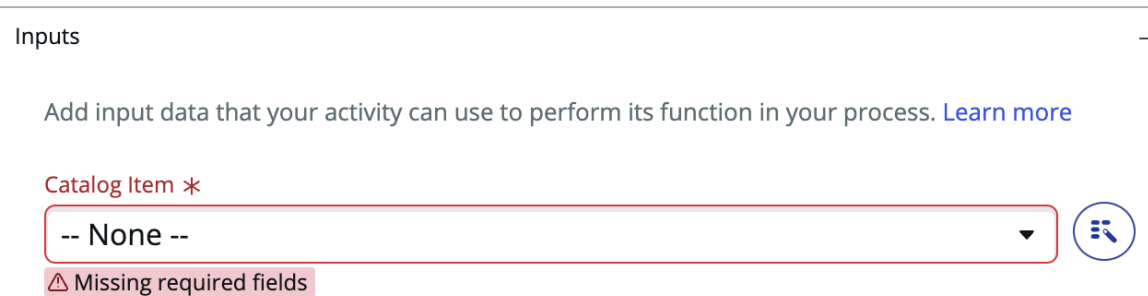 Inputs
Add input data that your activity can use to perform its function in your process. Learn more
Catalog Item *
-- None --
Missing required fields